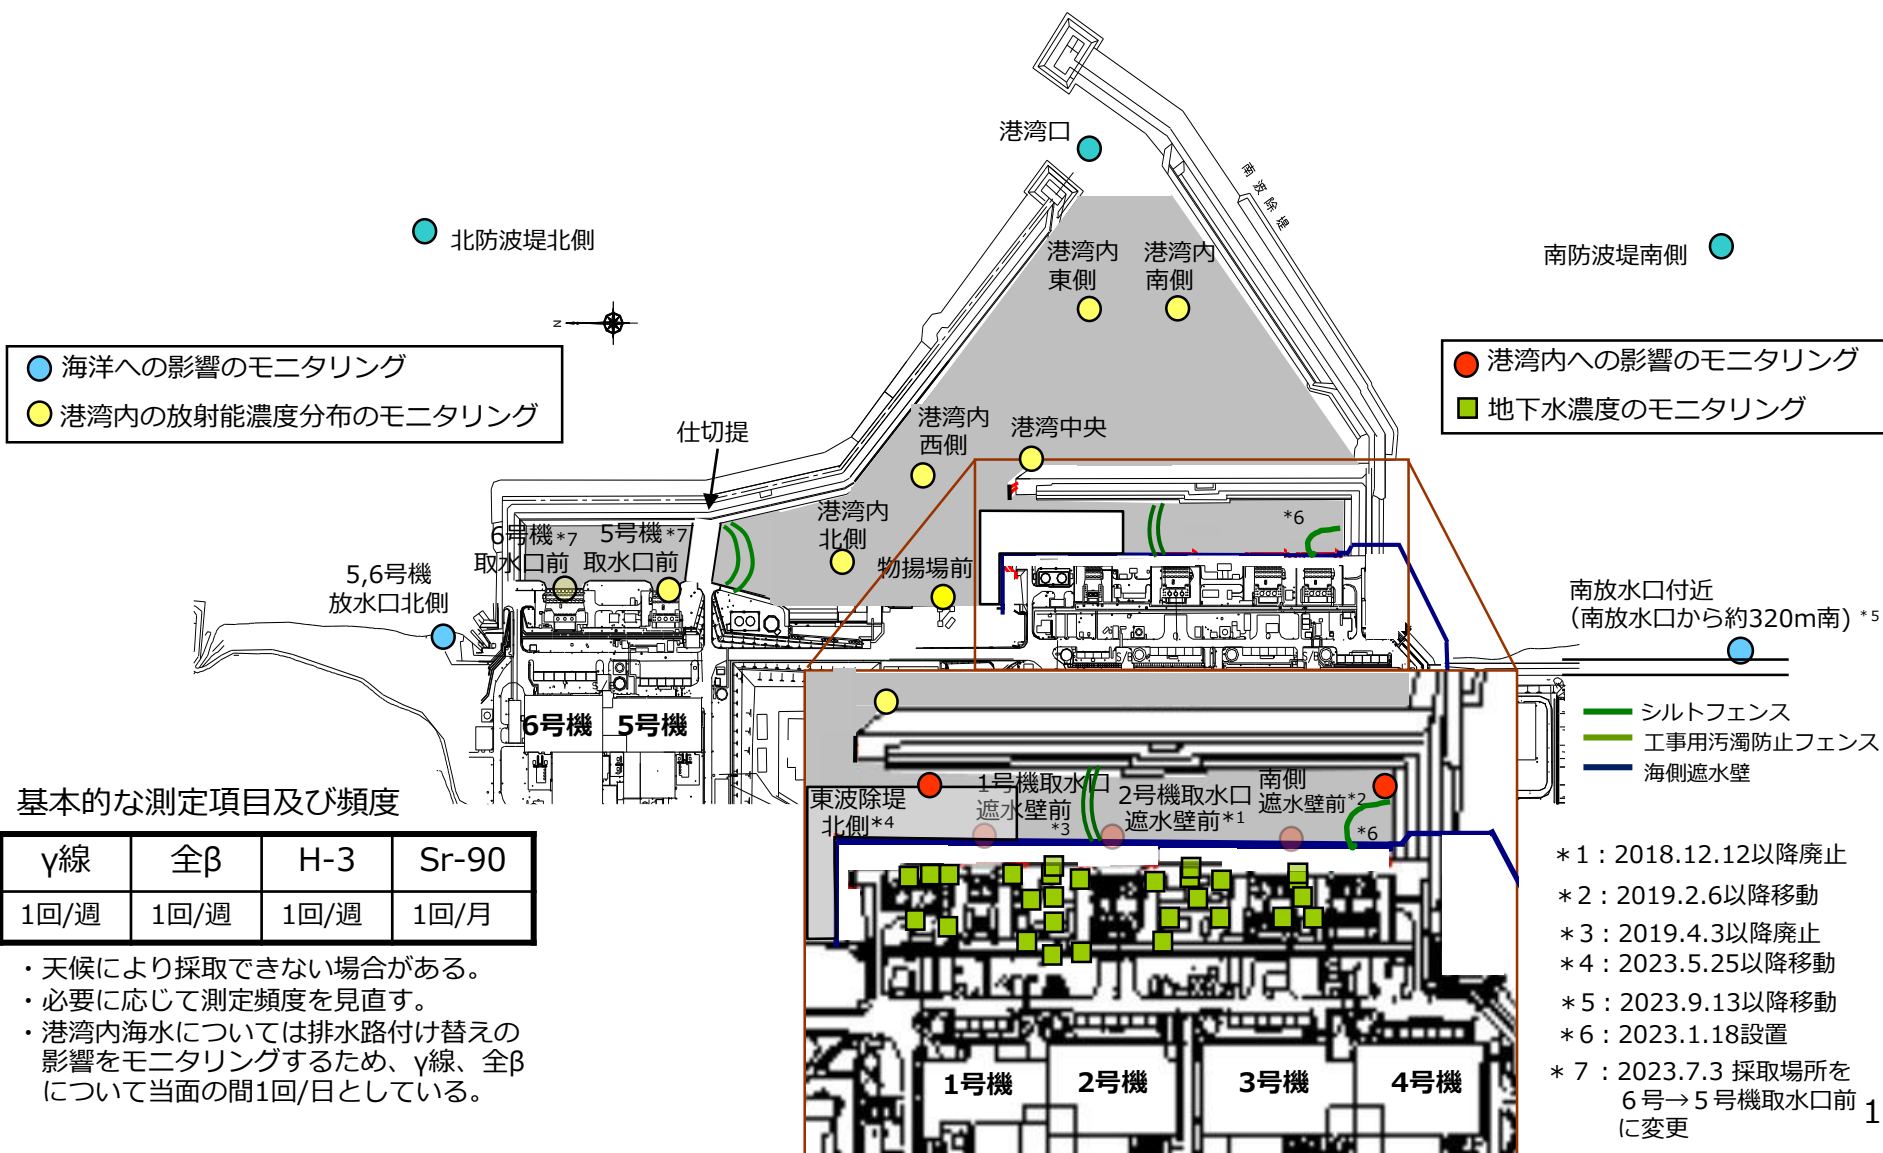 港湾口
南波除堤
北防波堤北側
南防波堤南側
港湾内
東側
港湾内
南側
N
海洋への影響のモニタリング
港湾内の放射能濃度分布のモニタリング
港湾内への影響のモニタリング
地下水濃度のモニタリング
仕切提
港湾内
西側
港湾中央
港湾内
北側
物揚場前
6号機*7
取水口前
5号機*7
取水口前
*6
5,6号機
放水口北側
南放水口付近
(南放水口から約320m南) *5
S/B
S/B
S/B
6号機
5号機
シルトフェンス
工事用汚濁防止フェンス
海側遮水壁
東波除堤
北側*4
1号機取水口
遮水壁前
*3
2号機取水口
遮水壁前*1
南側
遮水壁前*2
*6
1号機
2号機
3号機
4号機
基本的な測定項目及び頻度
γ線 全β H-3 Sr-90
1回/週 1回/週 1回/週 1回/月
・天候により採取できない場合がある。
・必要に応じて測定頻度を見直す。
・港湾内海水については排水路付け替えの
影響をモニタリングするため、γ線、全β
について当面の間1回/日としている。
＊1：2018.12.12以降廃止
＊2：2019.2.6以降移動
＊3：2019.4.3以降廃止
＊4：2023.5.25以降移動
＊5：2023.9.13以降移動
＊6：2023.1.18設置
＊７：2023.7.3 採取場所を
６号→５号機取水口前
に変更
1